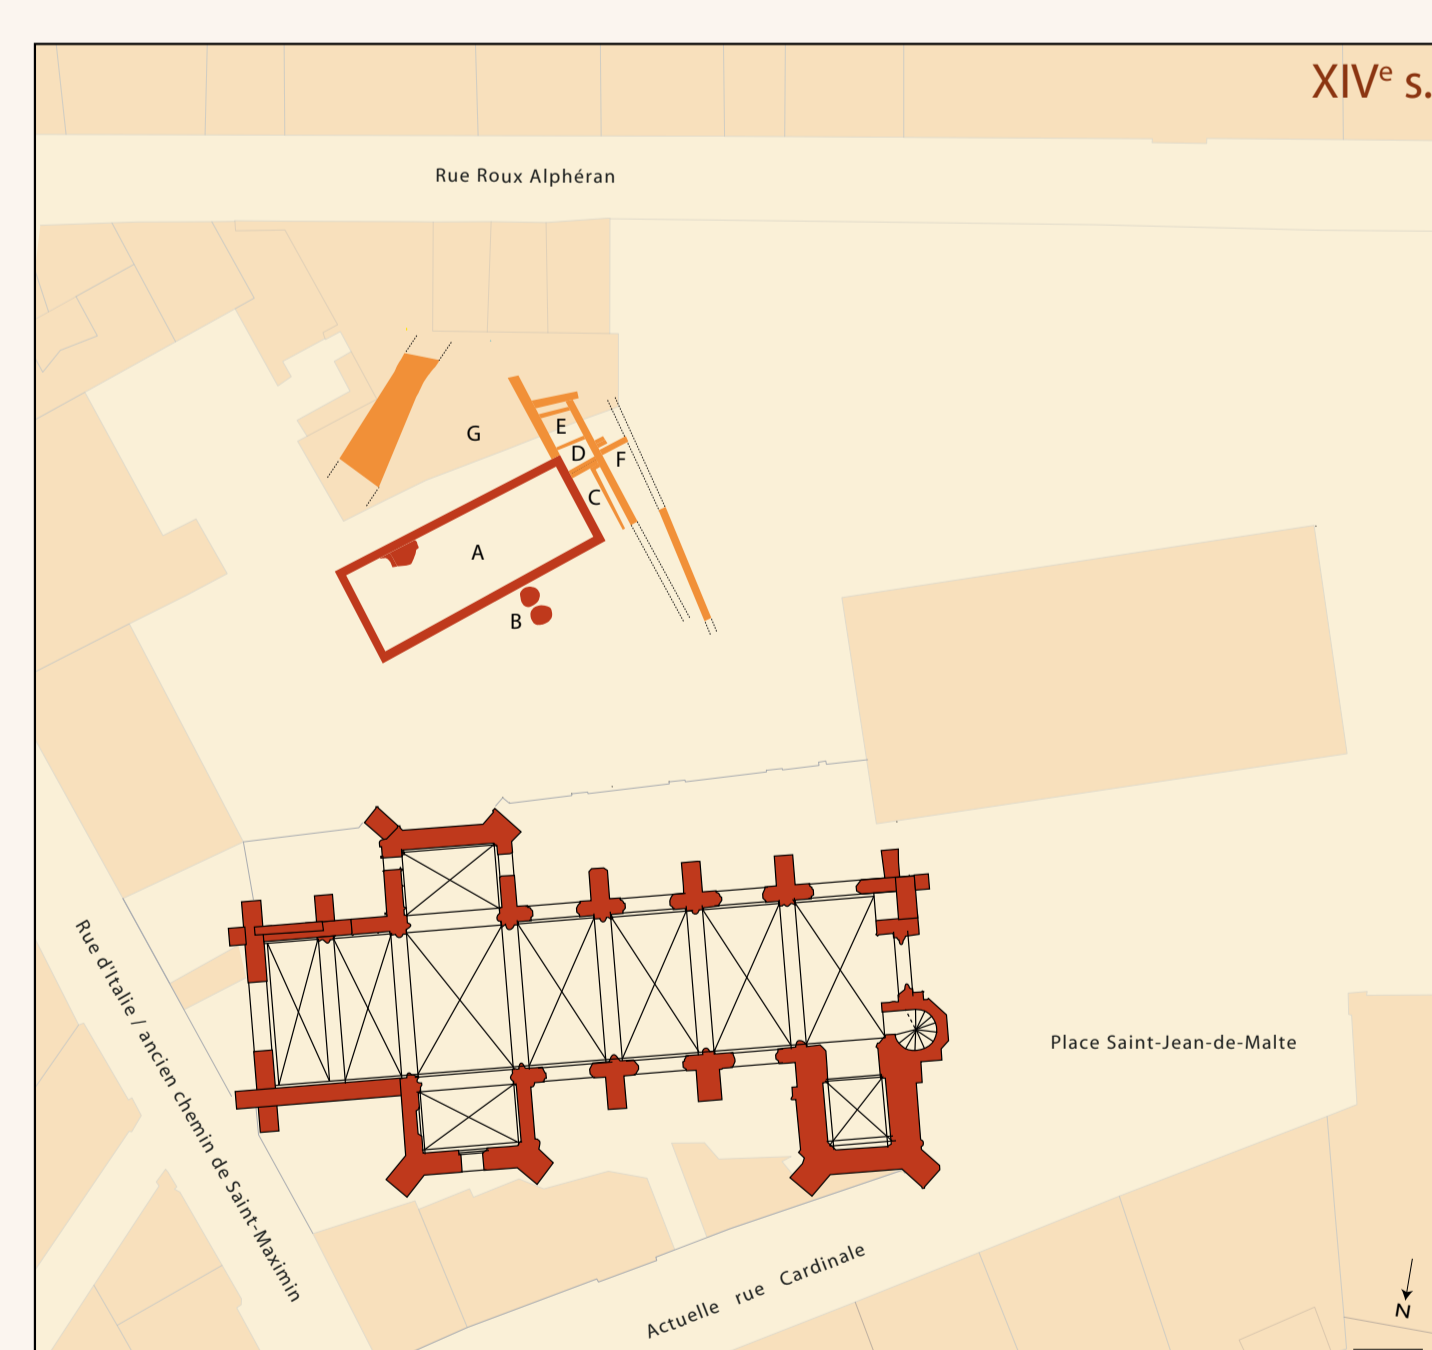 XIVe s.
Rue Roux Alphéran
G
E
D
F
C
A
B
Rue d'Italie / ancien chemin de Saint-Maximin
Place Saint-Jean-de-Malte
Actuelle rue Cardinale
N